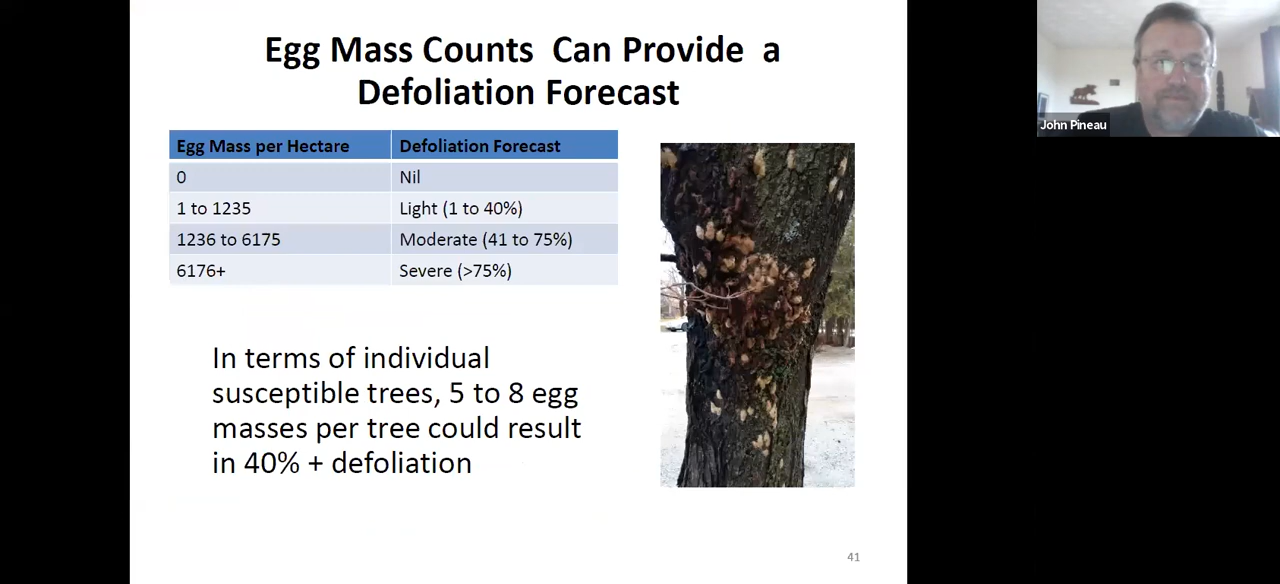 Egg Mass Counts Can Provide a
Defoliation Forecast
Egg Mass per Hectare Defoliation Forecast
0 Nil
1 to 1235 Light (1 to 40%)
1236 to 6175 Moderate (41 to 75%)
6176+ Severe (>75%)
In terms of individual
susceptible trees, 5 to 8 egg
masses per tree could result
in 40% + defoliation
41
John Pineau